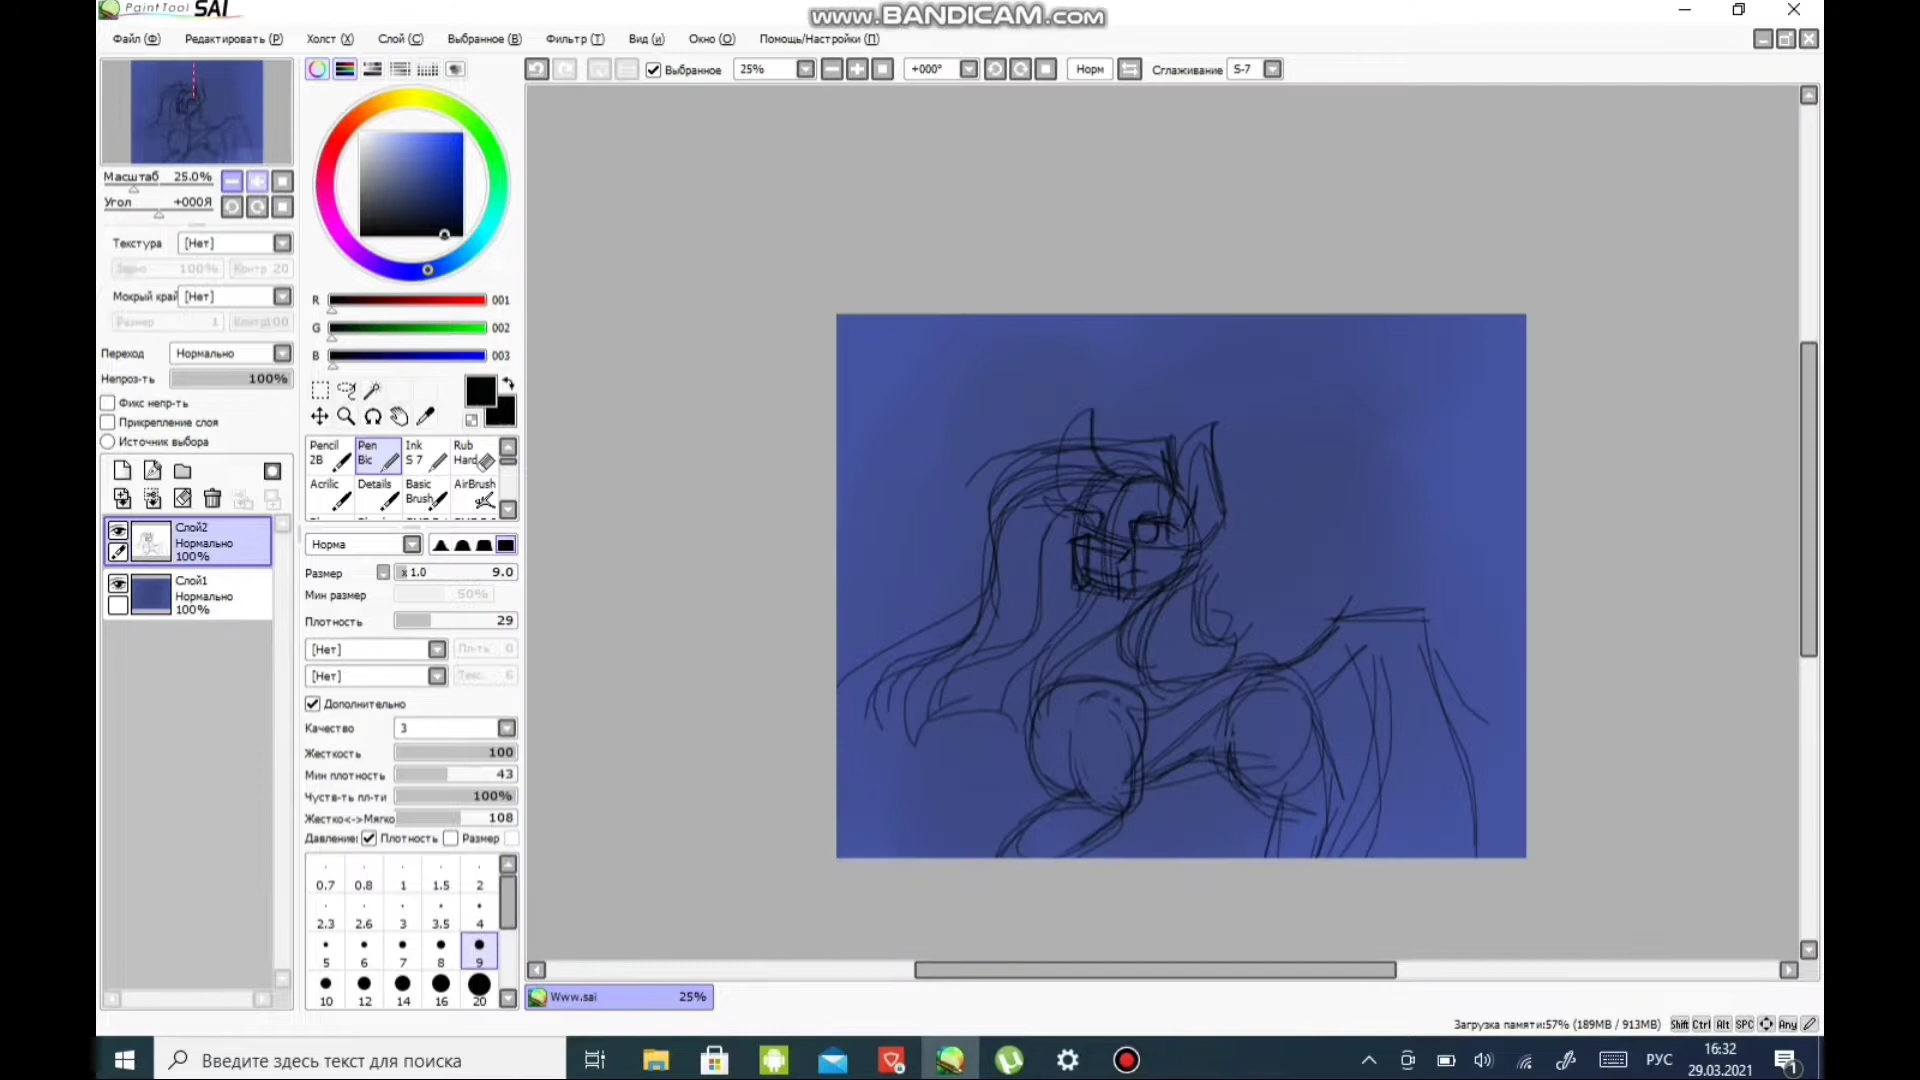 PaintTool SAI
www.BANDICAM.com
Файл (Ф) Редактировать (Р) Холст (Х) Слой (С) Выбранное (В) Фильтр (Т) Вид (и) Окно (О) Помощь/Настройки (П)
Выбранное 25% +000° Норм Сглаживание S-7
Масштаб 25.0%
Угол +000Я
Текстура [Нет]
100% Контр 20
Мокрый край [Нет]
Размер 1
Переход Нормально
Непроз-ть 100%
Фикс непр-ть
Прикрепление слоя
Источник выбора
Слой2
Нормально
100%
Слой1
Нормально
100%
R 001
G 002
B 003
Pencil 2B Pen Bic Ink S 7 Rub Hard
Acrilic Details Basic Brush AirBrush
Норма
Размер x 1.0 9.0
Мин размер 50%
Плотность 29
[Нет] Пл-ть 0
[Нет] Текс. 6
Дополнительно
Качество 3
Жесткость 100
Мин плотность 43
Чуств-ть пл-ти 100%
Жестко<->Мягко 108
Давление: Плотность Размер
0.7 0.8 1 1.5 2
2.3 2.6 3 3.5 4
5 6 7 8 9
10 12 14 16 20
Www.sai 25%
Загрузка памяти:57% (189MB / 913MB) Shift Ctrl Alt SPC Any
Введите здесь текст для поиска
РУС
16:32
29.03.2021
1